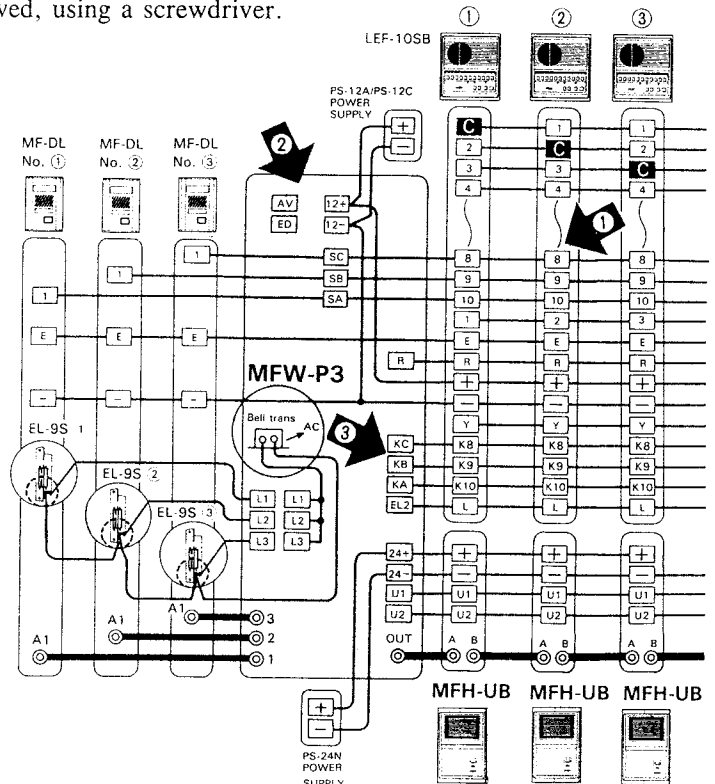 ved, using a screwdriver.
① ② ③
LEF-10SB
PS-12A/PS-12C
POWER
SUPPLY
+
−
MF-DL
No. ①
MF-DL
No. ②
MF-DL
No. ③
②
C 1 1
2 C 2
3 3 C
4 4 4
①
AV 12+
ED 12−
1 SC 8 8 8
1 SB 9 9 9
1 SA 10 10 10
1 2 3
E E E E E E
R R R R
+ + +
− − − − − −
Y Y Y
MFW-P3
Bell trans
AC
③
KC K8 K8 K8
KB K9 K9 K9
KA K10 K10 K10
EL2 L L L
EL-9S 1
EL-9S ②
EL-9S 3
L1 L1
L2 L2
L3 L3
24+ + + +
24− − − −
U1 U1 U1 U1
U2 U2 U2 U2
A1 3
A1 2
A1 1
OUT A B A B A B
MFH-UB MFH-UB MFH-UB
+
−
PS-24N
POWER
SUPPLY